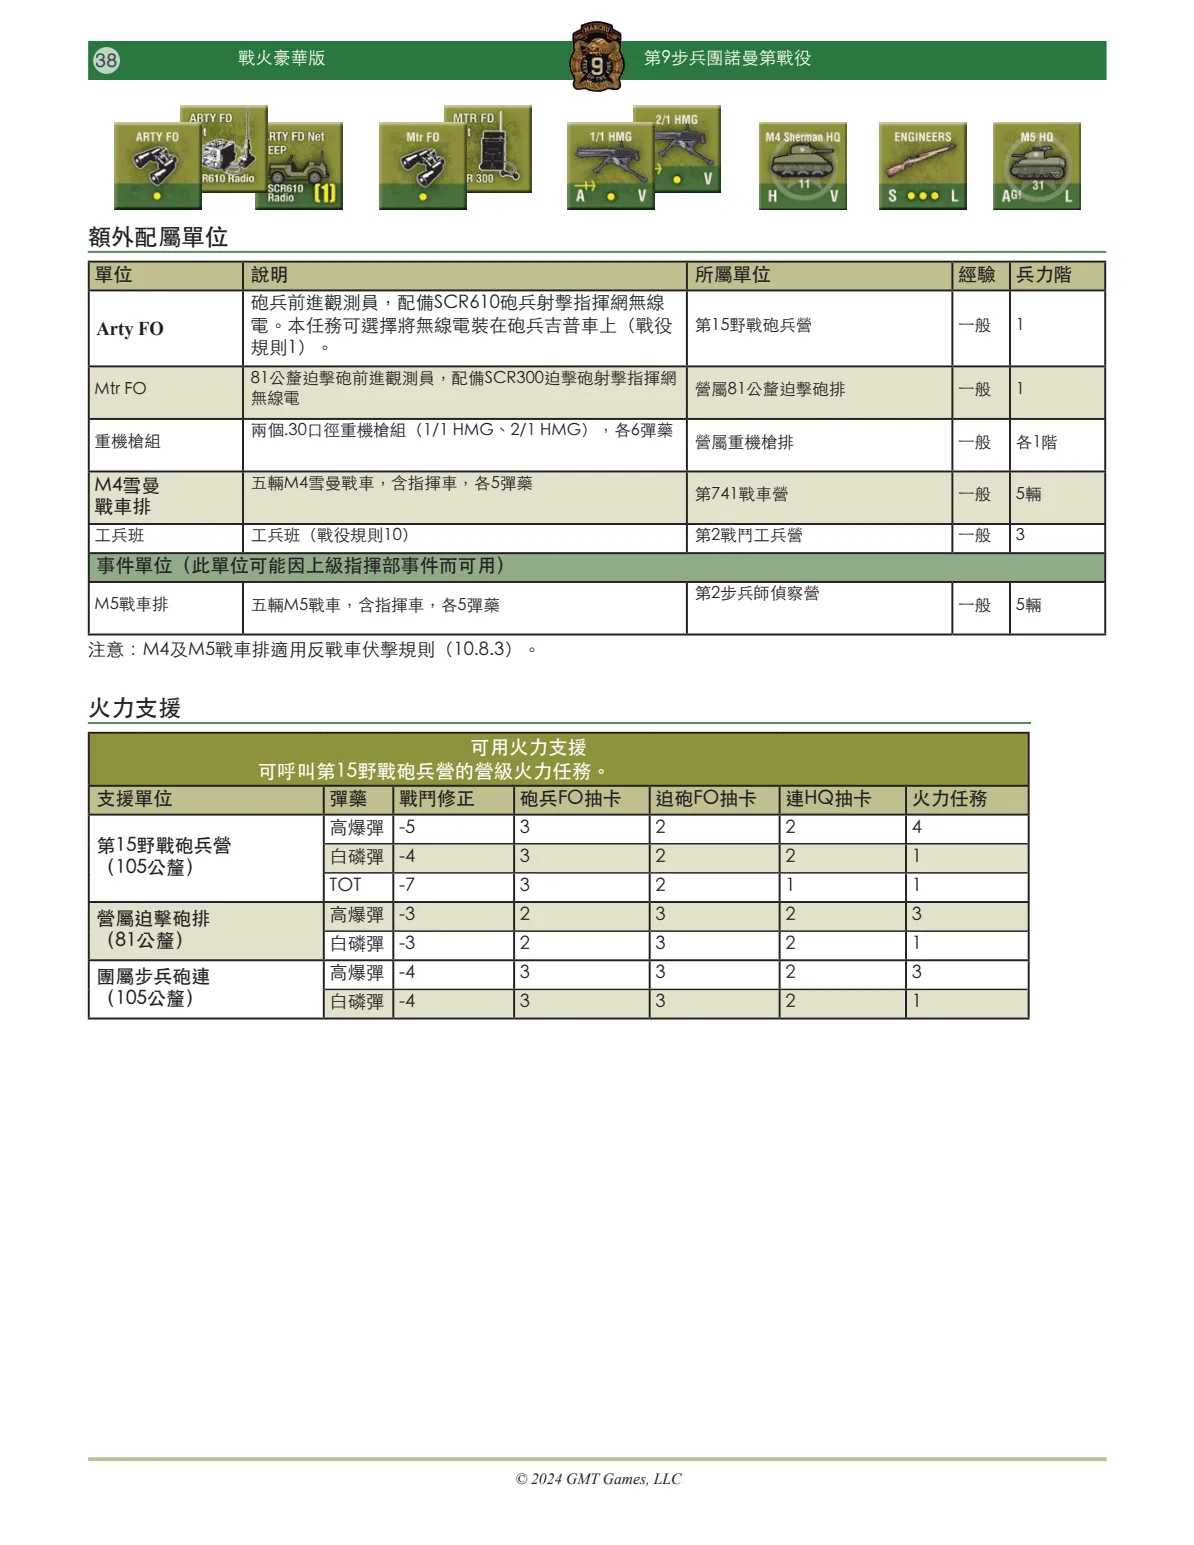 38
戰火豪華版
MANCHU
9
第9步兵團諾曼第戰役
ARTY FO
ARTY FD
R610 Radio
RTY FD Net
EEP
SCR610
Radio
(1)
Mtr FO
MTR FD
R 300
1/1 HMG
A V
2/1 HMG
V
M4 Sherman HQ
11
H V
ENGINEERS
S L
M5 HQ
31
AG! L
額外配屬單位
單位 說明 所屬單位 經驗 兵力階
Arty FO 砲兵前進觀測員，配備SCR610砲兵射擊指揮網無線
電。本任務可選擇將無線電裝在砲兵吉普車上（戰役
規則1）。 第15野戰砲兵營 一般 1
Mtr FO 81公釐迫擊砲前進觀測員，配備SCR300迫擊砲射擊指揮網
無線電 營屬81公釐迫擊砲排 一般 1
重機槍組 兩個.30口徑重機槍組（1/1 HMG、2/1 HMG），各6彈藥 營屬重機槍排 一般 各1階
M4雪曼
戰車排 五輛M4雪曼戰車，含指揮車，各5彈藥 第741戰車營 一般 5輛
工兵班 工兵班（戰役規則10） 第2戰鬥工兵營 一般 3
事件單位（此單位可能因上級指揮部事件而可用）
M5戰車排 五輛M5戰車，含指揮車，各5彈藥 第2步兵師偵察營 一般 5輛
注意：M4及M5戰車排適用反戰車伏擊規則（10.8.3）。
火力支援
可用火力支援
可呼叫第15野戰砲兵營的營級火力任務。
支援單位 彈藥 戰鬥修正 砲兵FO抽卡 迫砲FO抽卡 連HQ抽卡 火力任務
第15野戰砲兵營
（105公釐） 高爆彈 -5 3 2 2 4
白磷彈 -4 3 2 2 1
TOT -7 3 2 1 1
營屬迫擊砲排
（81公釐） 高爆彈 -3 2 3 2 3
白磷彈 -3 2 3 2 1
團屬步兵砲連
（105公釐） 高爆彈 -4 3 3 2 3
白磷彈 -4 3 3 2 1
© 2024 GMT Games, LLC